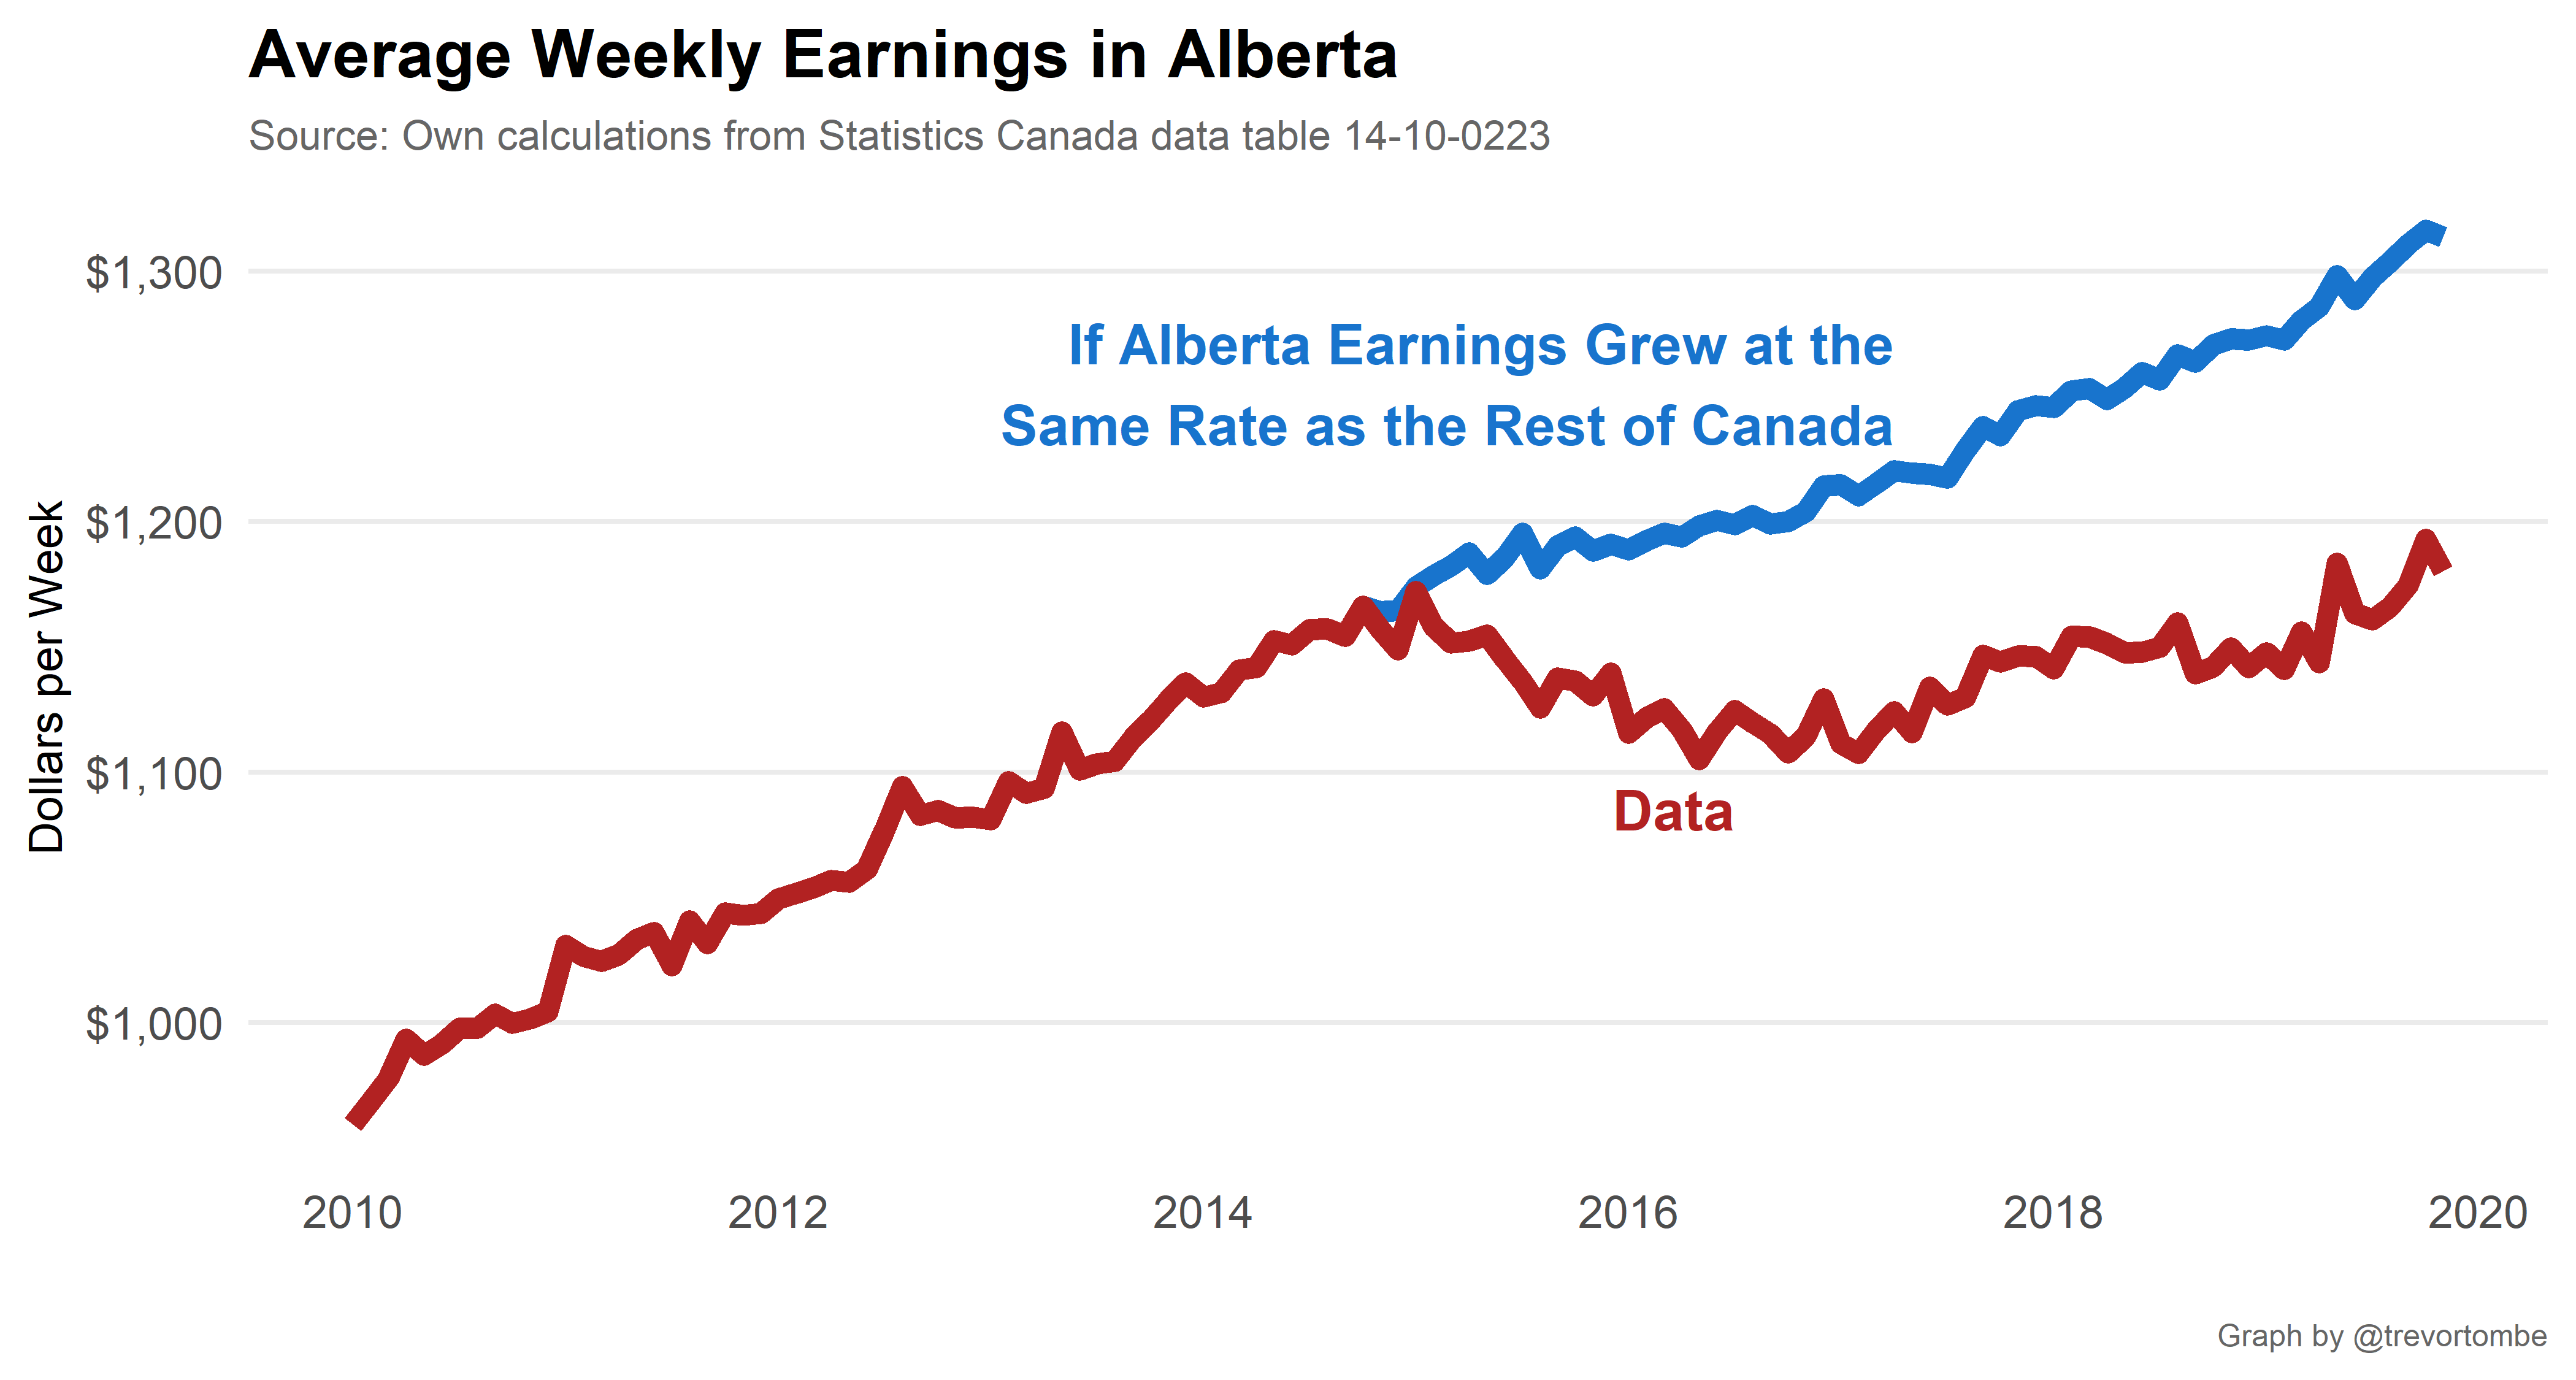 Average Weekly Earnings in Alberta
Source: Own calculations from Statistics Canada data table 14-10-0223
Dollars per Week
$1,300
$1,200
$1,100
$1,000
If Alberta Earnings Grew at the
Same Rate as the Rest of Canada
Data
2010
2012
2014
2016
2018
2020
Graph by @trevortombe